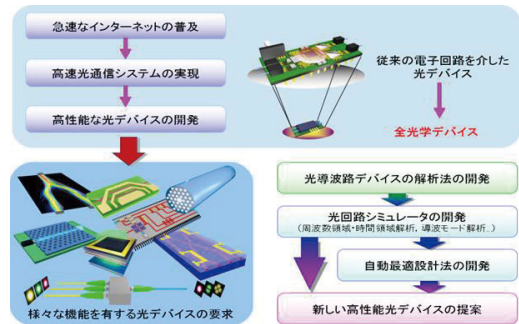 急速なインターネットの普及
高速光通信システムの実現
高性能な光デバイスの開発
従来の電子回路を介した
光デバイス
全光学デバイス
様々な機能を有する光デバイスの要求
光導波路デバイスの解析法の開発
光回路シミュレータの開発
(周波数領域・時間領域解析, 導波モード解析..)
自動最適設計法の開発
新しい高性能光デバイスの提案